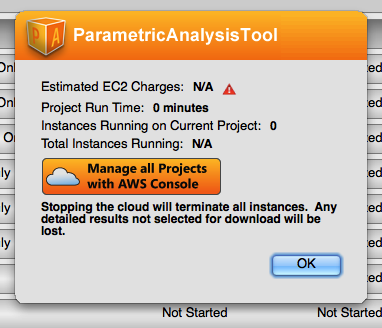 PA
ParametricAnalysisTool
Estimated EC2 Charges: N/A
Project Run Time: 0 minutes
Instances Running on Current Project: 0
Total Instances Running: N/A
Manage all Projects
with AWS Console
Stopping the cloud will terminate all instances. Any
detailed results not selected for download will be
lost.
OK
Not Started Not Started